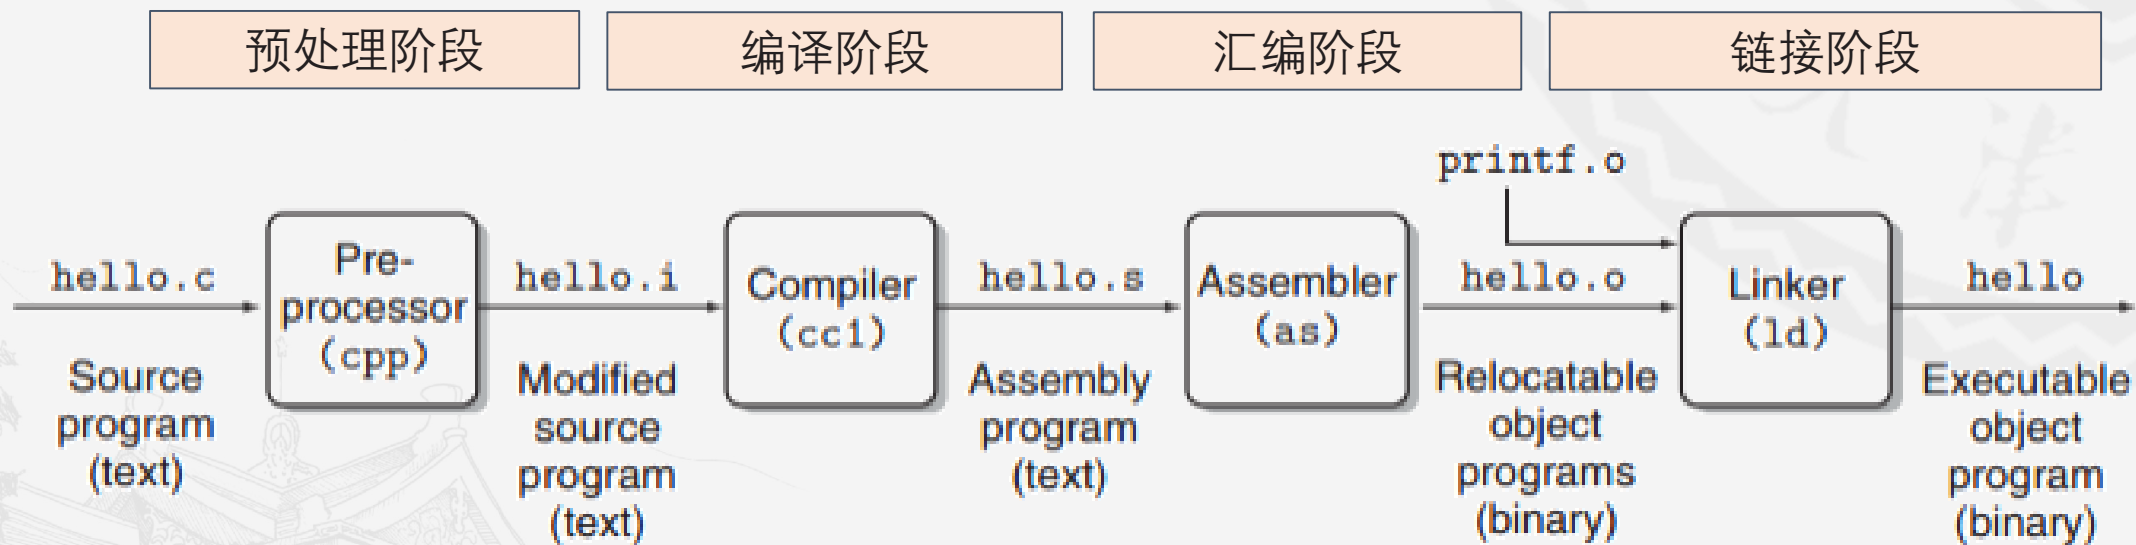 预处理阶段
编译阶段
汇编阶段
链接阶段
printf.o
hello.c
Pre-
processor
(cpp)
hello.i
Compiler
(cc1)
hello.s
Assembler
(as)
hello.o
Linker
(ld)
hello
Source
program
(text)
Modified
source
program
(text)
Assembly
program
(text)
Relocatable
object
programs
(binary)
Executable
object
program
(binary)